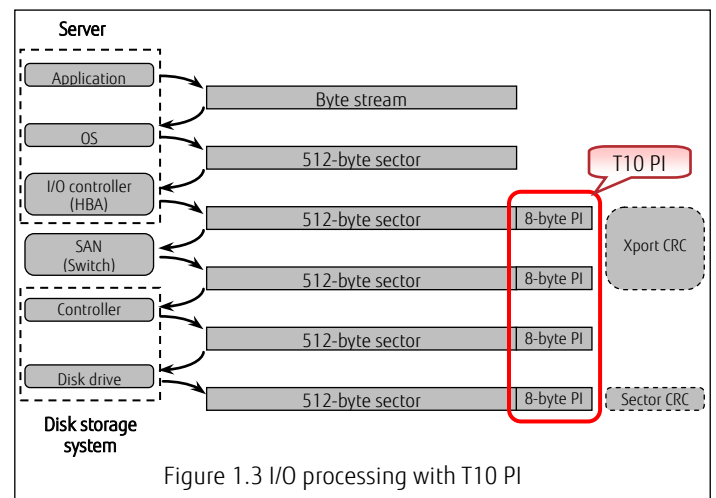 Server
Application
Byte stream
OS
512-byte sector
T10 PI
I/O controller
(HBA)
512-byte sector
8-byte PI
Xport CRC
SAN
(Switch)
512-byte sector
8-byte PI
Controller
512-byte sector
8-byte PI
Disk drive
512-byte sector
8-byte PI
Sector CRC
Disk storage
system
Figure 1.3 I/O processing with T10 PI